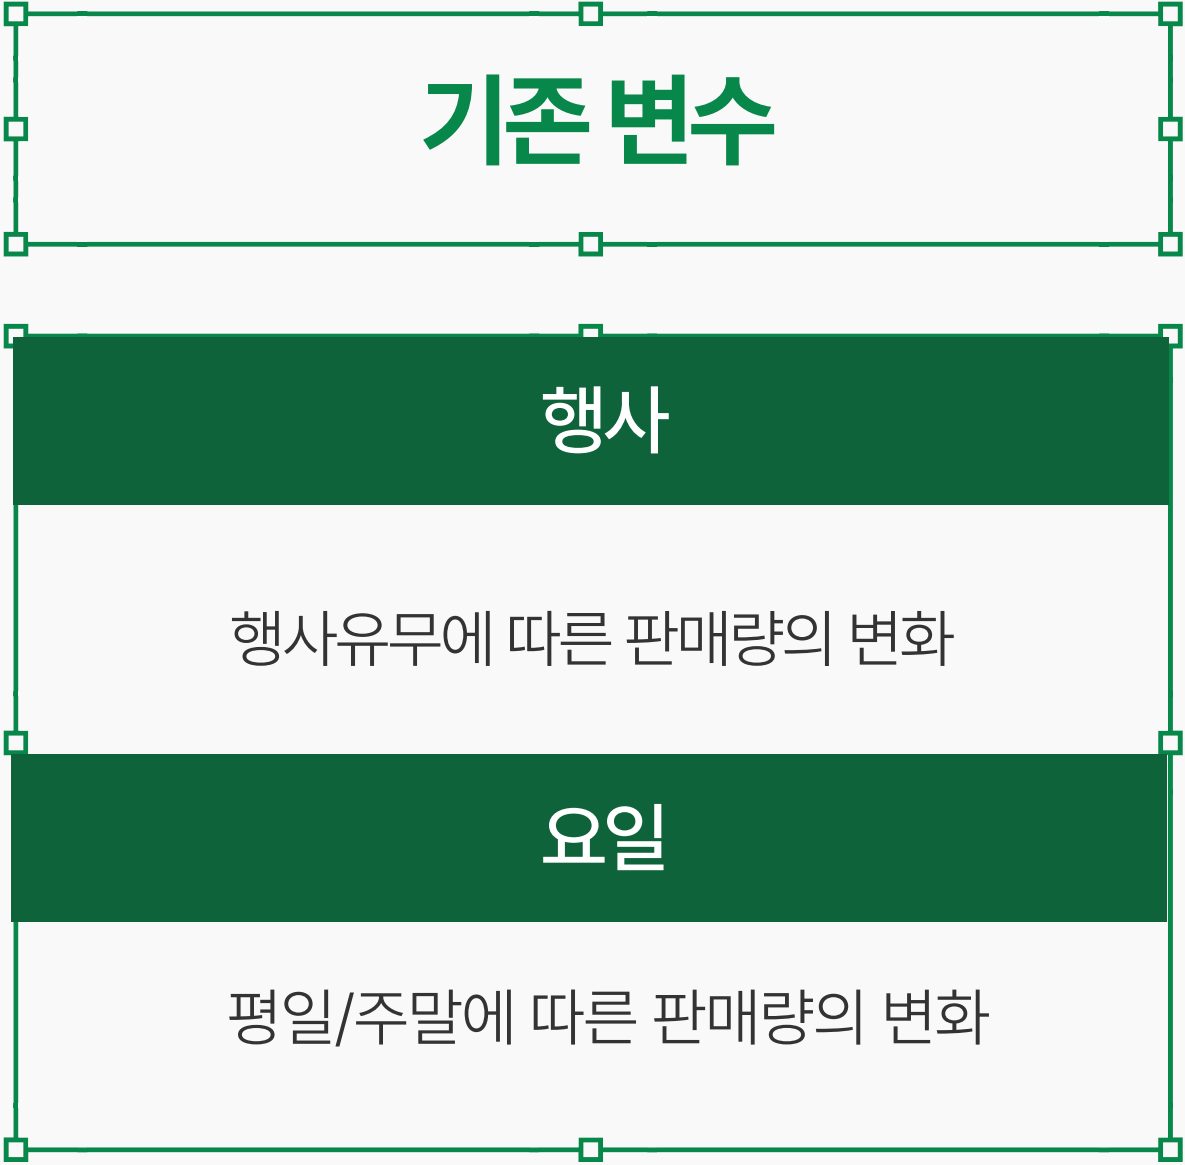 기존 변수
행사
행사유무에 따른 판매량의 변화
요일
평일/주말에 따른 판매량의 변화